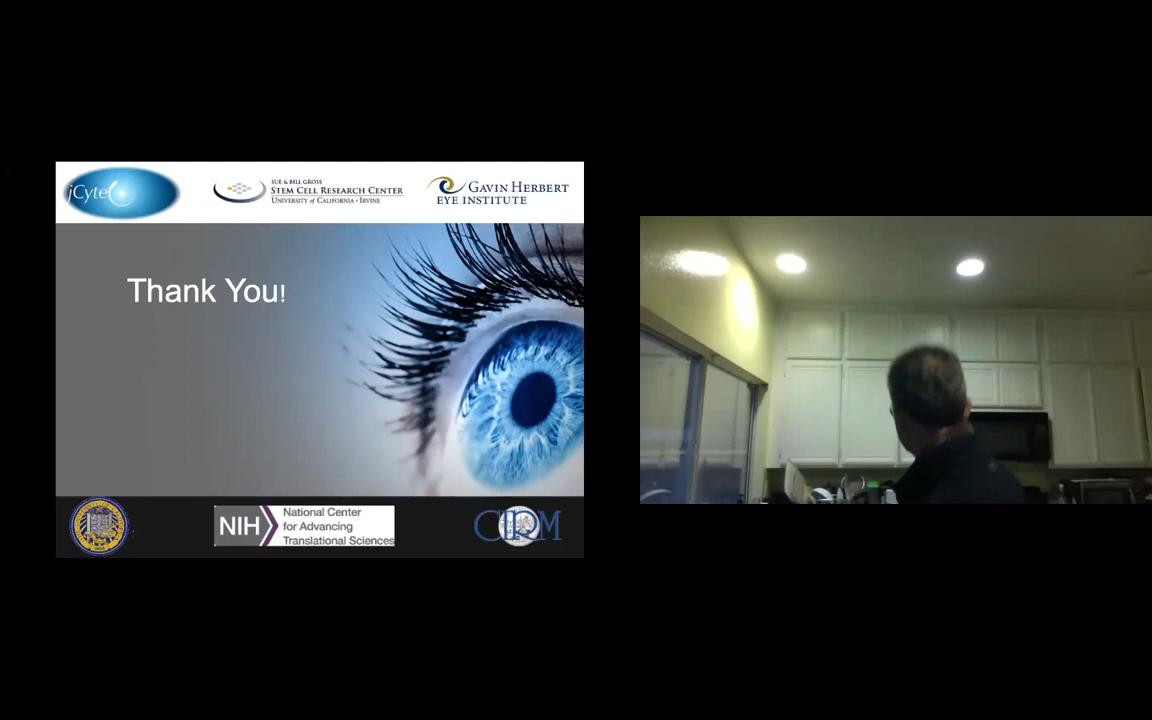 jCyte
SUE & BILL GROSS
STEM CELL RESEARCH CENTER
UNIVERSITY of CALIFORNIA • IRVINE
GAVIN HERBERT
EYE INSTITUTE
Thank You!
NIH
National Center
for Advancing
Translational Sciences
CIRM